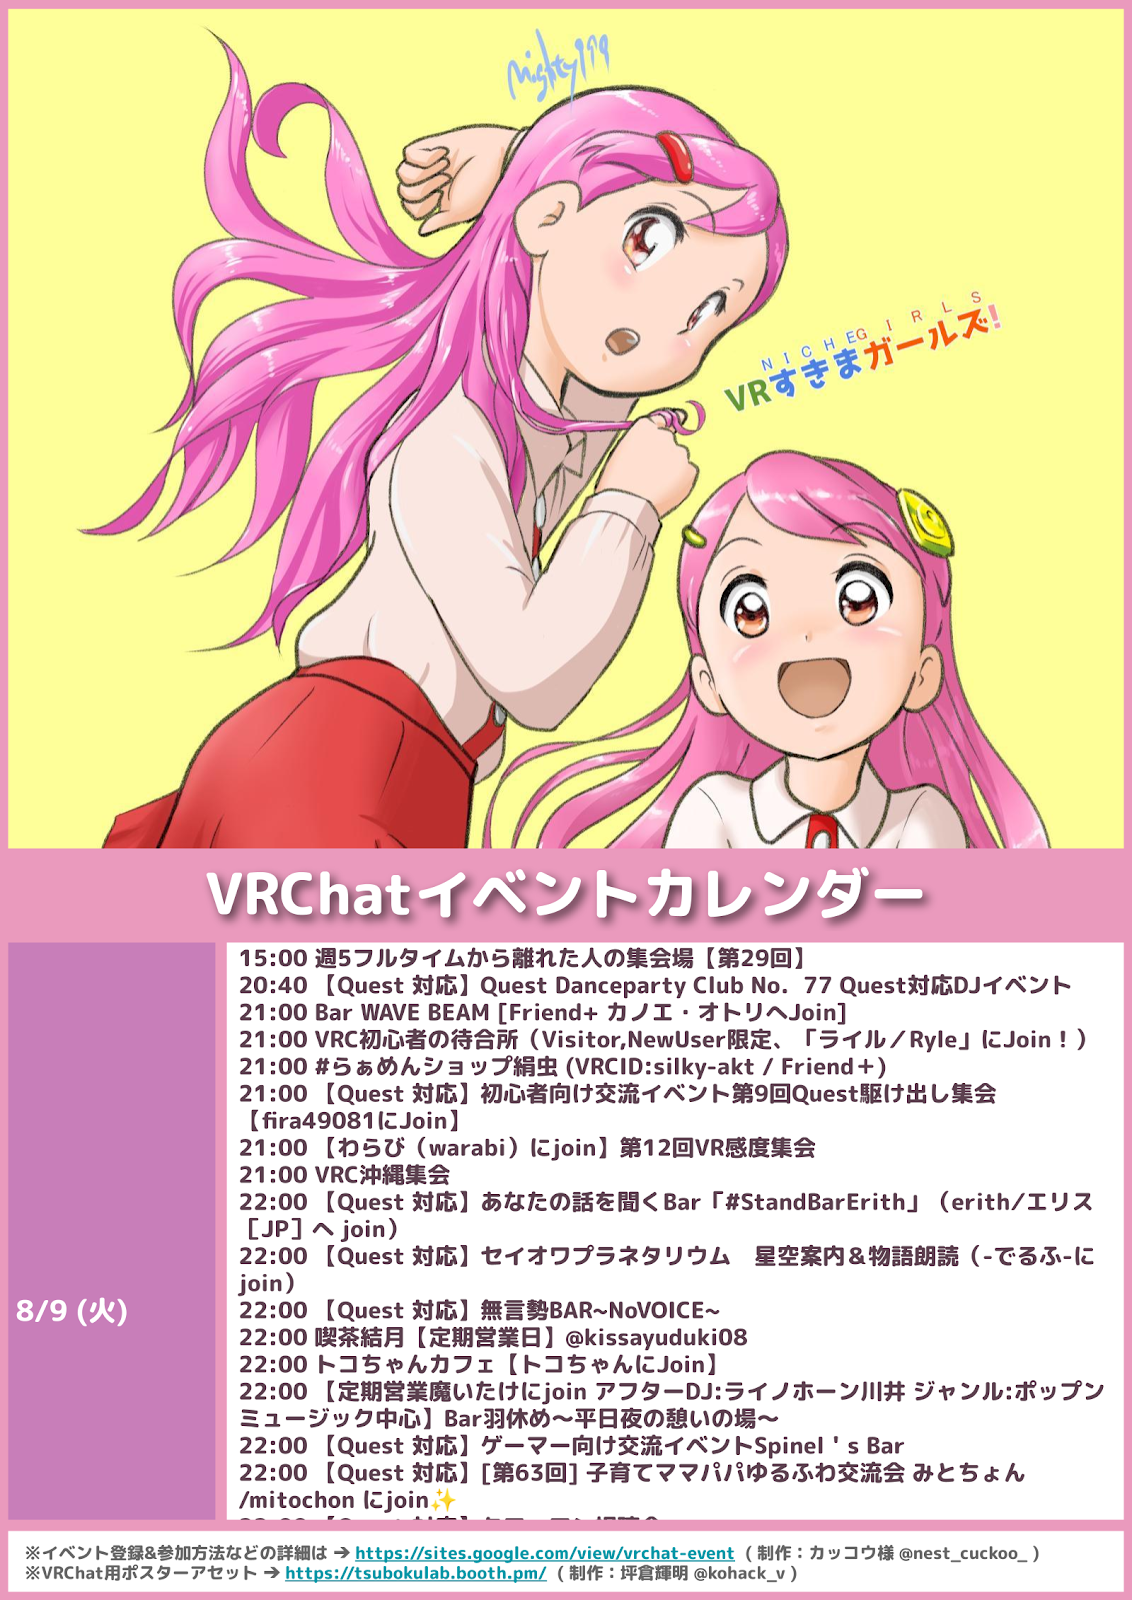 mighty199
NICHE GIRLS
VRすきまガールズ!
VRChatイベントカレンダー
8/9 (火)
15:00 週5フルタイムから離れた人の集会場【第29回】
20:40 【Quest 対応】Quest Danceparty Club No．77 Quest対応DJイベント
21:00 Bar WAVE BEAM [Friend+ カノエ・オトリへJoin]
21:00 VRC初心者の待合所（Visitor,NewUser限定、「ライル／Ryle」にJoin！）
21:00 #らぁめんショップ絹虫 (VRCID:silky-akt / Friend＋)
21:00 【Quest 対応】初心者向け交流イベント第9回Quest駆け出し集会
【fira49081にJoin】
21:00 【わらび（warabi）にjoin】第12回VR感度集会
21:00 VRC沖縄集会
22:00 【Quest 対応】あなたの話を聞くBar「#StandBarErith」（erith/エリス
［JP］へ join）
22:00 【Quest 対応】セイオワプラネタリウム　星空案内＆物語朗読（-でるふ-に
join）
22:00 【Quest 対応】無言勢BAR~NoVOICE~
22:00 喫茶結月【定期営業日】@kissayuduki08
22:00 トコちゃんカフェ【トコちゃんにJoin】
22:00 【定期営業魔いたけにjoin アフターDJ:ライノホーン川井 ジャンル:ポップン
ミュージック中心】Bar羽休め～平日夜の憩いの場～
22:00 【Quest 対応】ゲーマー向け交流イベントSpinel＇s Bar
22:00 【Quest 対応】[第63回] 子育てママパパゆるふわ交流会 みとちょん
/mitochon にjoin✨
※イベント登録&参加方法などの詳細は ➔ https://sites.google.com/view/vrchat-event （ 制作：カッコウ様 @nest_cuckoo_ ）
※VRChat用ポスターアセット ➔ https://tsubokulab.booth.pm/ （ 制作：坪倉輝明 @kohack_v ）